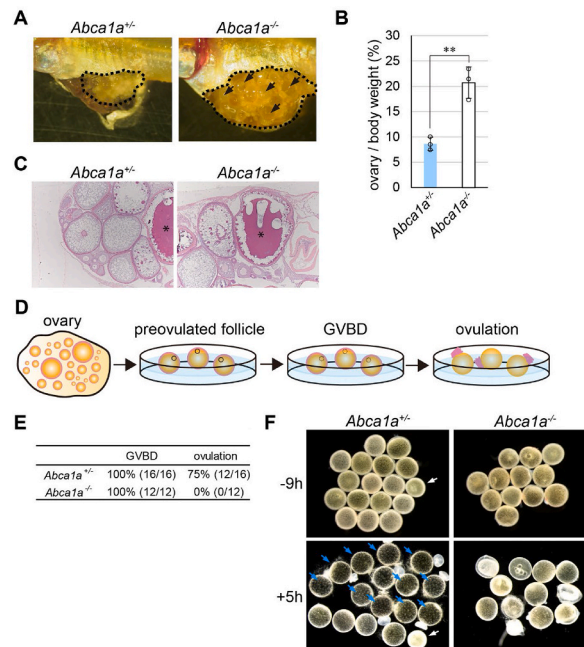 A
Abca1a+/-
Abca1a-/-
B
ovary / body weight (%)
**
30
25
20
15
10
5
0
Abca1a+/-
Abca1a-/-
C
Abca1a+/-
Abca1a-/-
*
*
D
ovary
preovulated follicle
GVBD
ovulation
E
GVBD ovulation
Abca1a+/- 100% (16/16) 75% (12/16)
Abca1a-/- 100% (12/12) 0% (0/12)
F
Abca1a+/-
Abca1a-/-
-9h
+5h